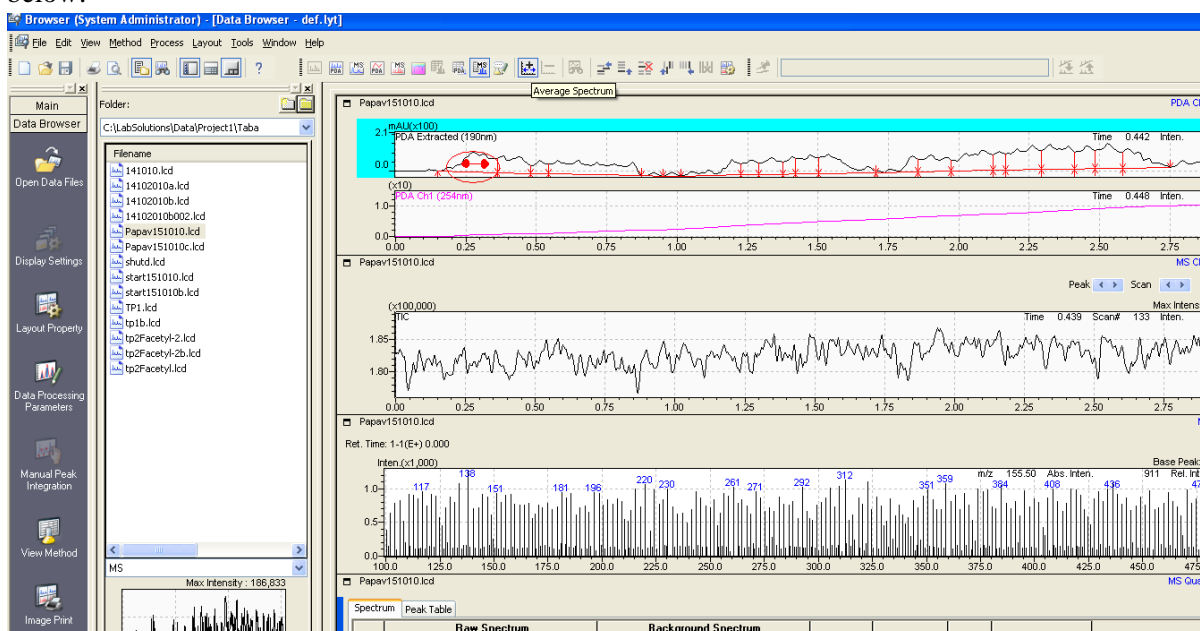 below.
Browser (System Administrator) - [Data Browser - def.lyt]
File Edit View Method Process Layout Tools Window Help
Average Spectrum
Main
Data Browser
Open Data Files
Display Settings
Layout Property
Data Processing
Parameters
Manual Peak
Integration
View Method
Image Print
Folder:
C:\LabSolutions\Data\Project1\Taba
Filename
141010.lcd
14102010a.lcd
14102010b.lcd
14102010b002.lcd
Papav151010.lcd
Papav151010c.lcd
shutd.lcd
start151010.lcd
start151010b.lcd
TP1.lcd
tp1b.lcd
tp2Facetyl-2.lcd
tp2Facetyl-2b.lcd
tp2Facetyl.lcd
MS
Max Intensity : 186,833
Papav151010.lcd PDA C
mAU(x100)
2.1 PDA Extracted (190nm) Time 0.442 Inten.
0.0
(x10)
1.0 PDA Ch1 (254nm) Time 0.448 Inten.
0.0
0.00 0.25 0.50 0.75 1.00 1.25 1.50 1.75 2.00 2.25 2.50 2.75
Papav151010.lcd MS C
Peak Scan
(x100,000) Max Intens
TIC Time 0.439 Scan# 133 Inten.
1.85
1.80
0.00 0.25 0.50 0.75 1.00 1.25 1.50 1.75 2.00 2.25 2.50 2.75
Papav151010.lcd
Ret. Time: 1-1(E+) 0.000
Inten.(x1,000) Base Peak:
m/z 155.50 Abs. Inten. 911 Rel. Int
117 138 151 181 196 220 230 261 271 292 312 351 359 384 408 436 47
1.0
0.5
0.0
100.0 125.0 150.0 175.0 200.0 225.0 250.0 275.0 300.0 325.0 350.0 375.0 400.0 425.0 450.0 475
Papav151010.lcd MS Qua
Spectrum Peak Table
Raw Spectrum Background Spectrum